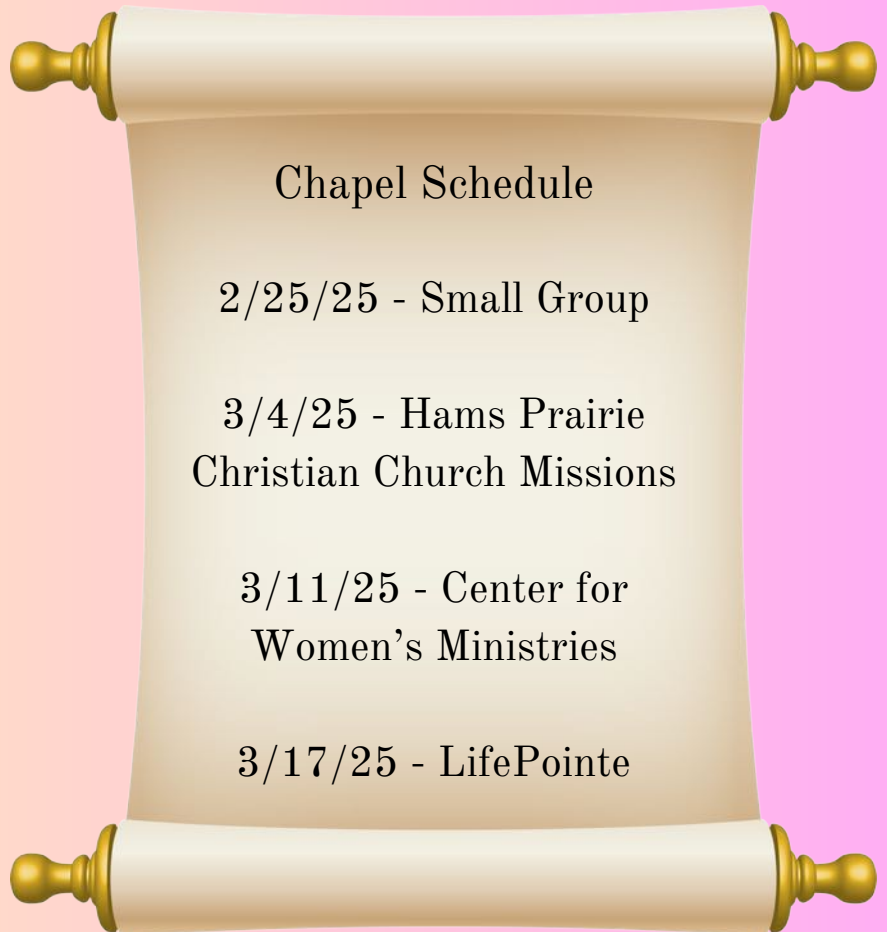 Chapel Schedule
2/25/25 - Small Group
3/4/25 - Hams Prairie
Christian Church Missions
3/11/25 - Center for
Women’s Ministries
3/17/25 - LifePointe